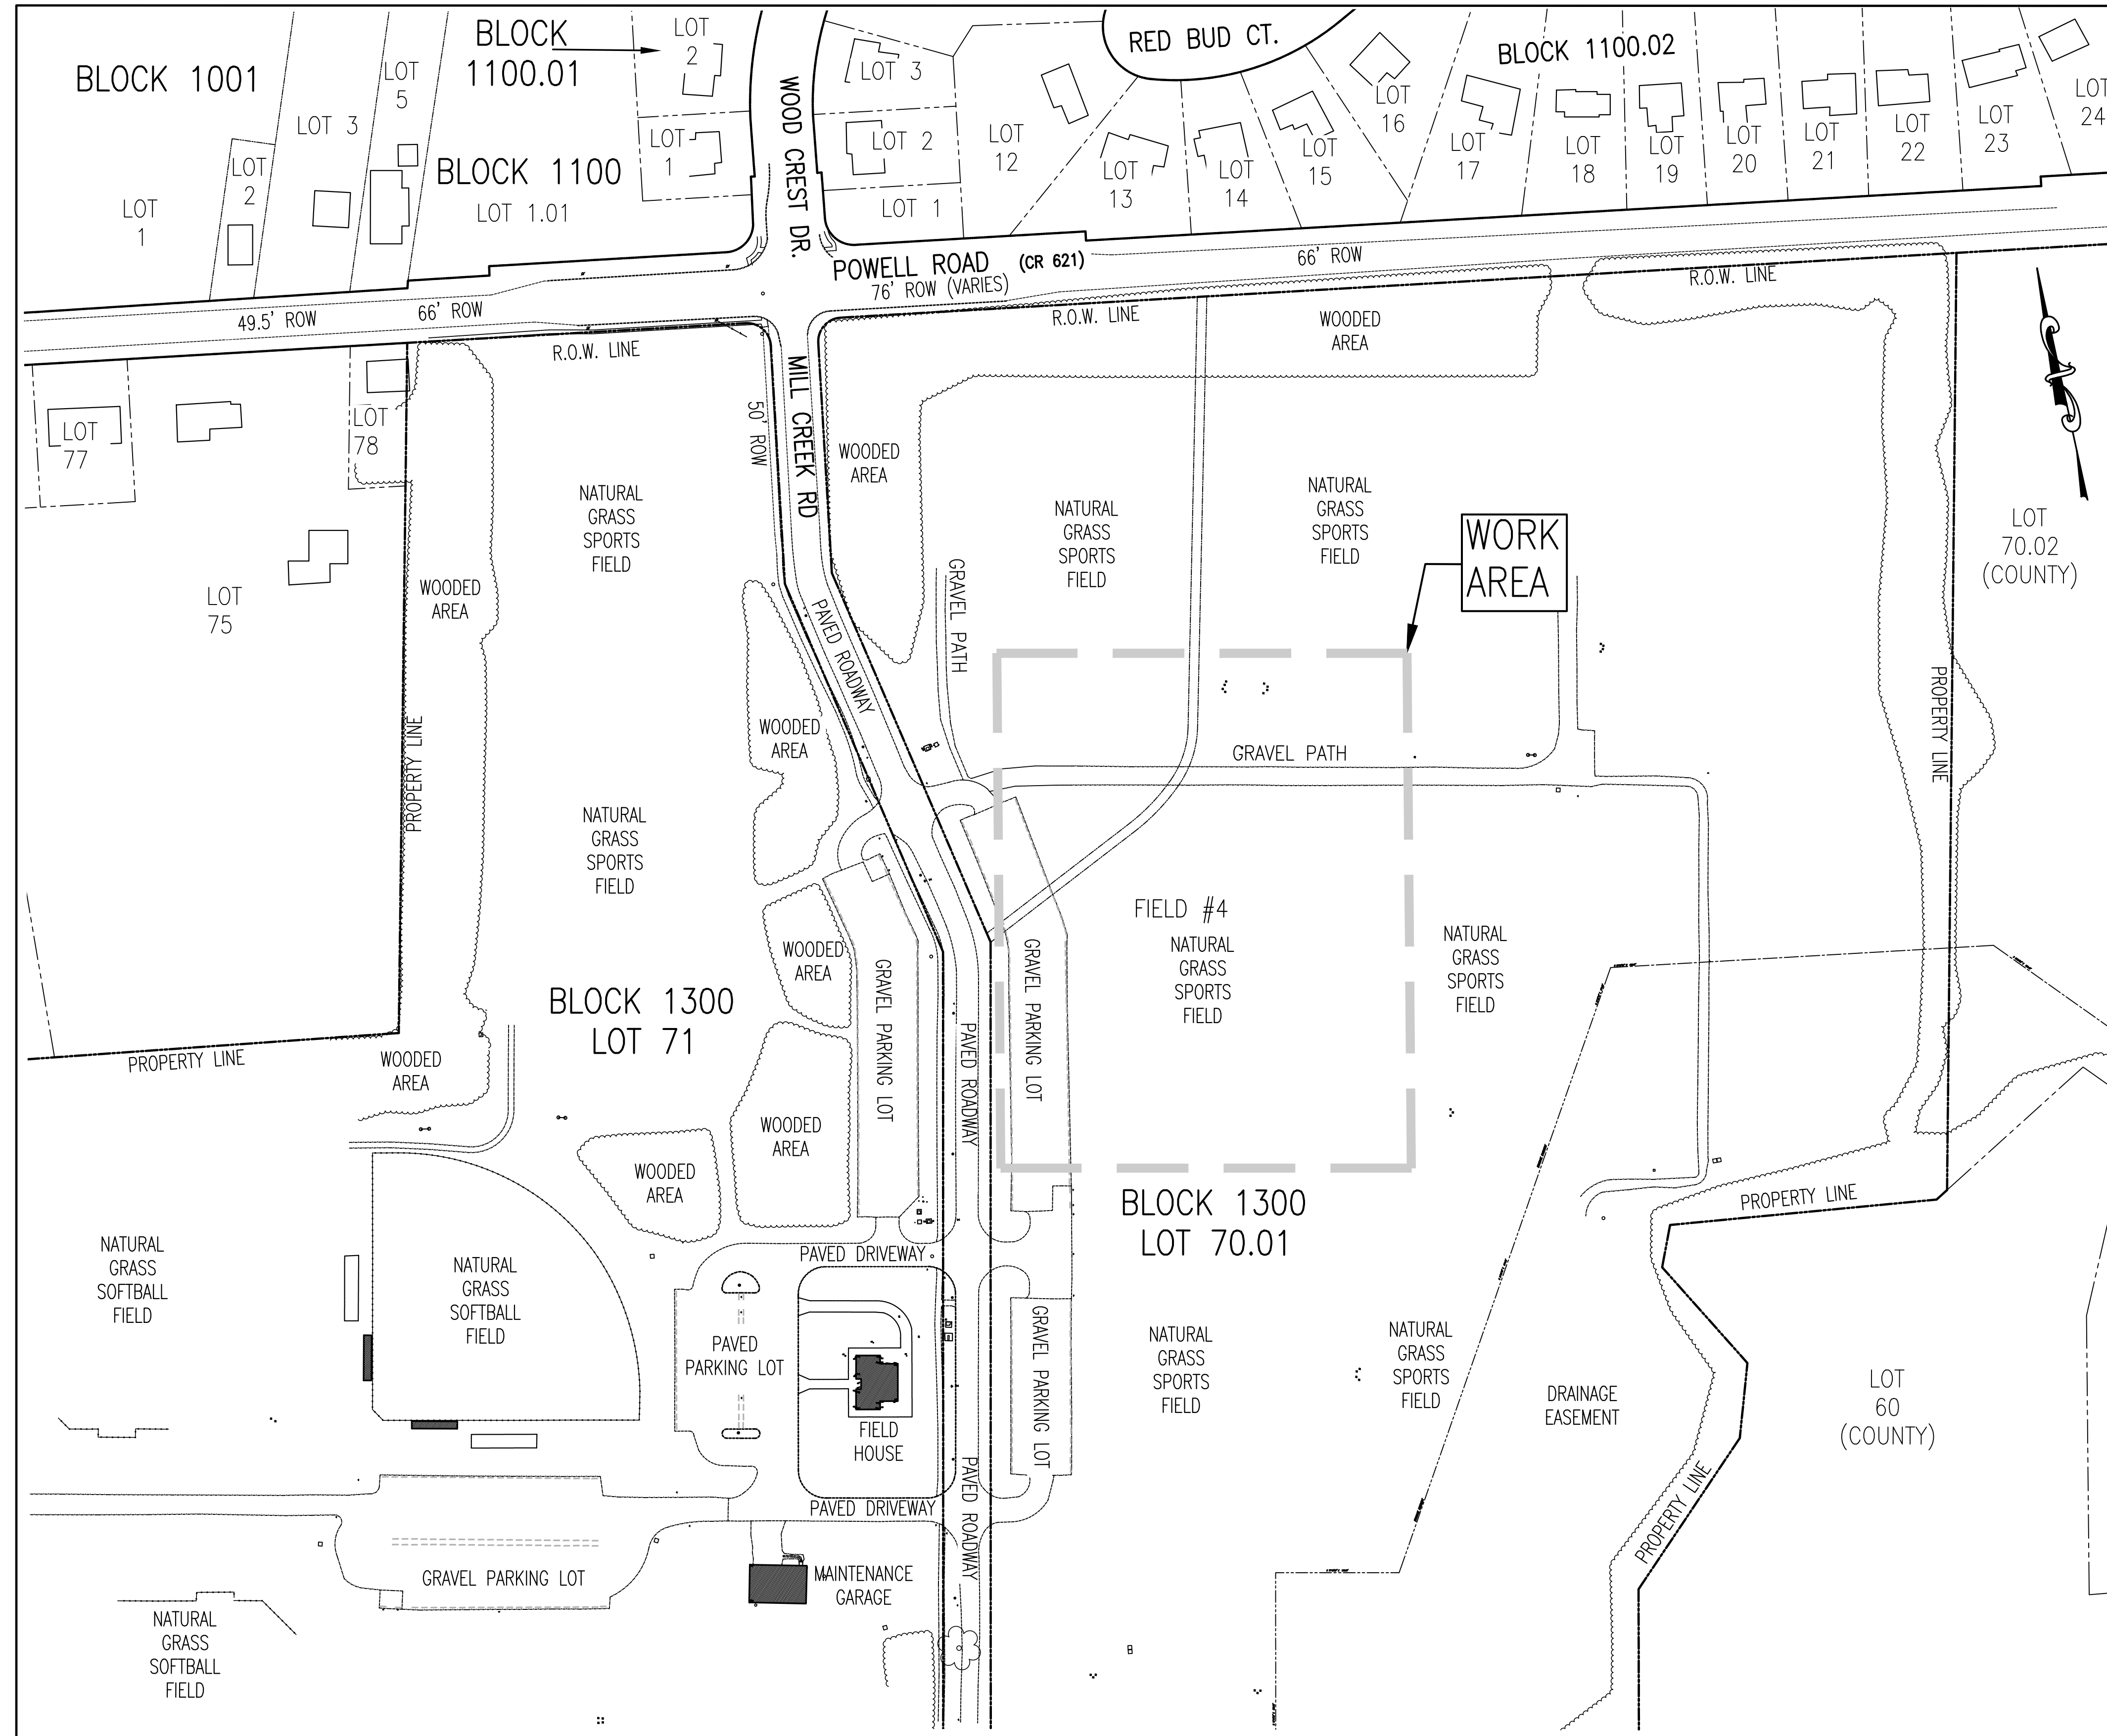 BLOCK 1001
BLOCK
1100.01
LOT
2
RED BUD CT.
BLOCK 1100.02
LOT
5
LOT 3
LOT
2
LOT
1
BLOCK 1100
LOT 1.01
LOT
1
WOOD CREST DR.
LOT 3
LOT 2
LOT 1
LOT
12
LOT
13
LOT
14
LOT
15
LOT
16
LOT
17
LOT
18
LOT
19
LOT
20
LOT
21
LOT
22
LOT
23
LOT
24
POWELL ROAD (CR 621)
76' ROW (VARIES)
66' ROW
49.5' ROW
66' ROW
R.O.W. LINE
R.O.W. LINE
R.O.W. LINE
WOODED
AREA
LOT
77
LOT
78
LOT
75
50' ROW
MILL CREEK RD
WOODED
AREA
NATURAL
GRASS
SPORTS
FIELD
NATURAL
GRASS
SPORTS
FIELD
NATURAL
GRASS
SPORTS
FIELD
WORK
AREA
LOT
70.02
(COUNTY)
WOODED
AREA
GRAVEL PATH
PAVED ROADWAY
PROPERTY LINE
PROPERTY LINE
WOODED
AREA
GRAVEL PATH
NATURAL
GRASS
SPORTS
FIELD
FIELD #4
NATURAL
GRASS
SPORTS
FIELD
NATURAL
GRASS
SPORTS
FIELD
WOODED
AREA
GRAVEL PARKING LOT
GRAVEL PARKING LOT
PAVED ROADWAY
BLOCK 1300
LOT 71
PROPERTY LINE
WOODED
AREA
WOODED
AREA
WOODED
AREA
BLOCK 1300
LOT 70.01
PROPERTY LINE
NATURAL
GRASS
SOFTBALL
FIELD
NATURAL
GRASS
SOFTBALL
FIELD
PAVED DRIVEWAY
PAVED
PARKING LOT
FIELD
HOUSE
GRAVEL PARKING LOT
NATURAL
GRASS
SPORTS
FIELD
NATURAL
GRASS
SPORTS
FIELD
DRAINAGE
EASEMENT
LOT
60
(COUNTY)
PAVED DRIVEWAY
PAVED ROADWAY
PROPERTY LINE
GRAVEL PARKING LOT
MAINTENANCE
GARAGE
NATURAL
GRASS
SOFTBALL
FIELD